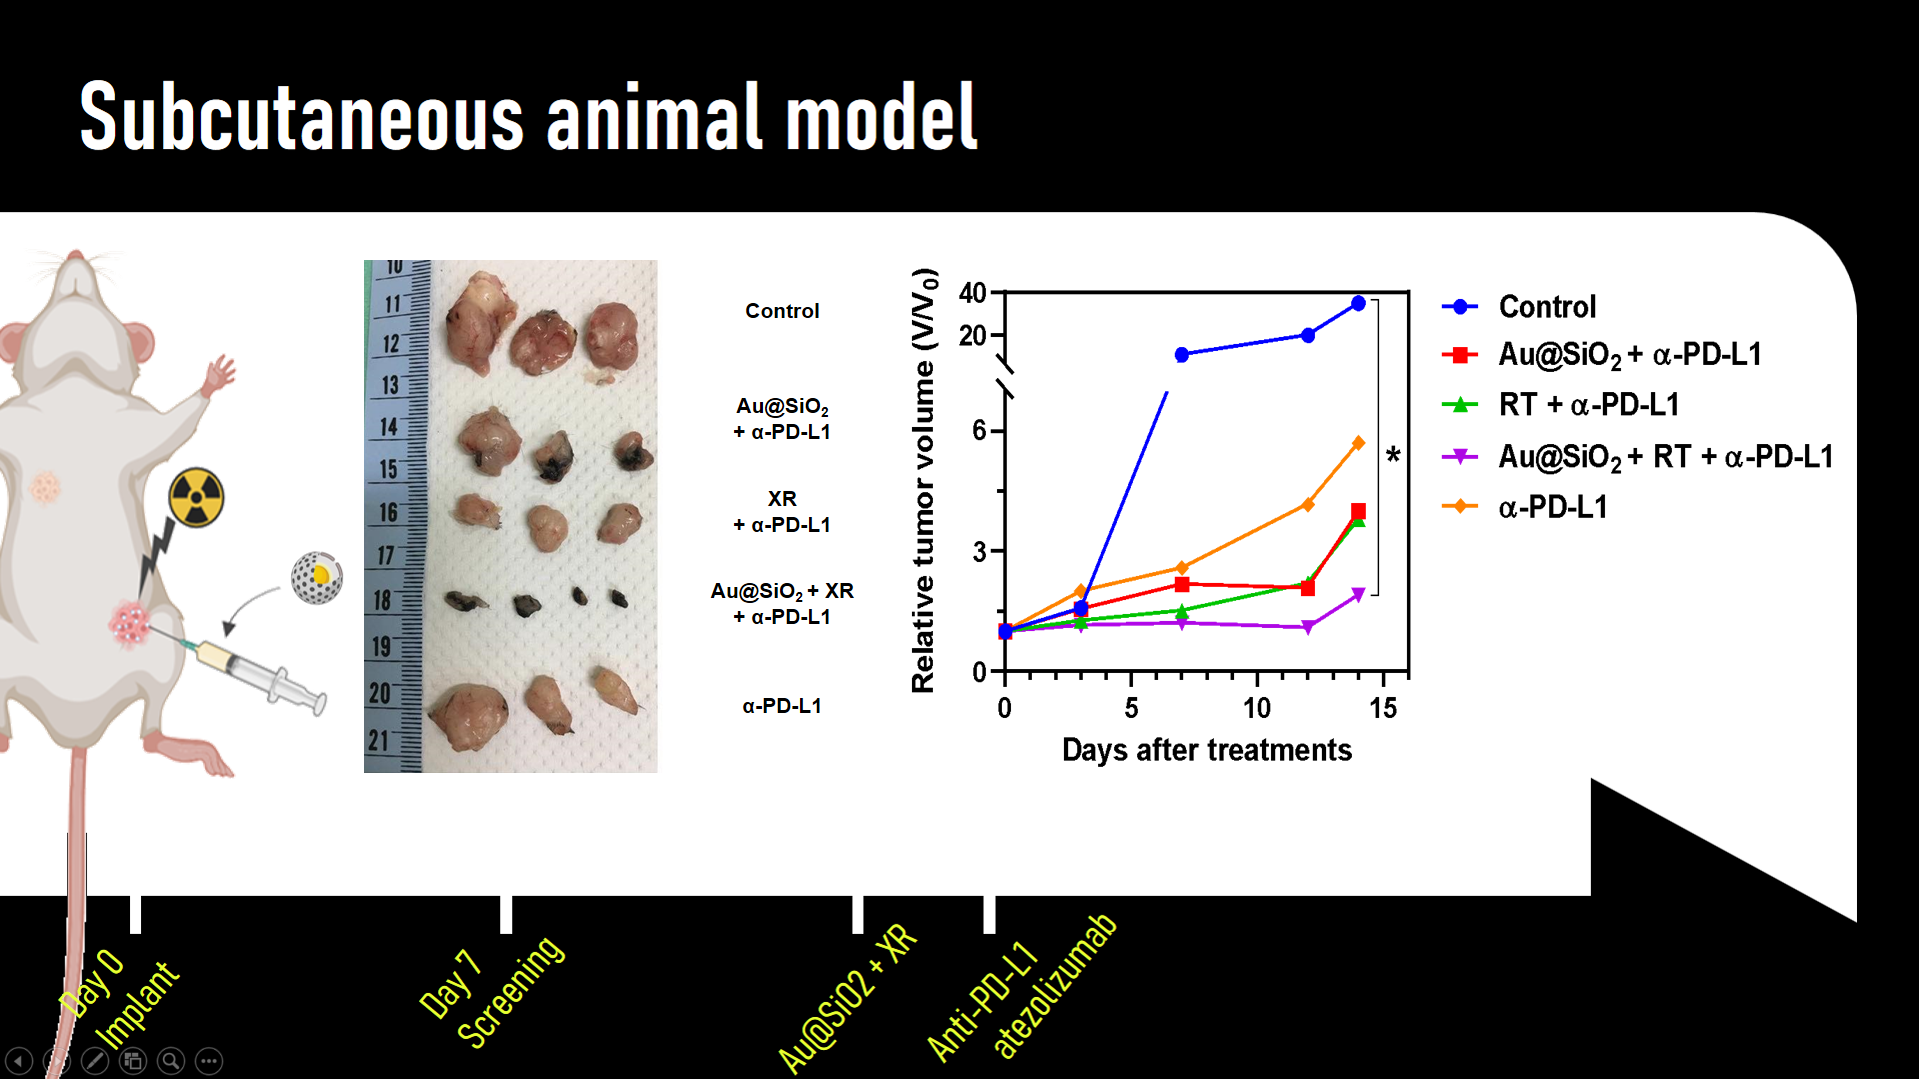 Subcutaneous animal model
10
11
12
13
14
15
16
17
18
19
20
21
Control
Au@SiO₂
+ α-PD-L1
XR
+ α-PD-L1
Au@SiO₂ + XR
+ α-PD-L1
α-PD-L1
Relative tumor volume (V/V₀)
40
20
6
3
0
0 5 10 15
Days after treatments
*
Control
Au@SiO₂ + α-PD-L1
RT + α-PD-L1
Au@SiO₂ + RT + α-PD-L1
α-PD-L1
Day 0
Implant
Day 7
Screening
Au@SiO2 + XR
Anti-PD-L1
atezolizumab